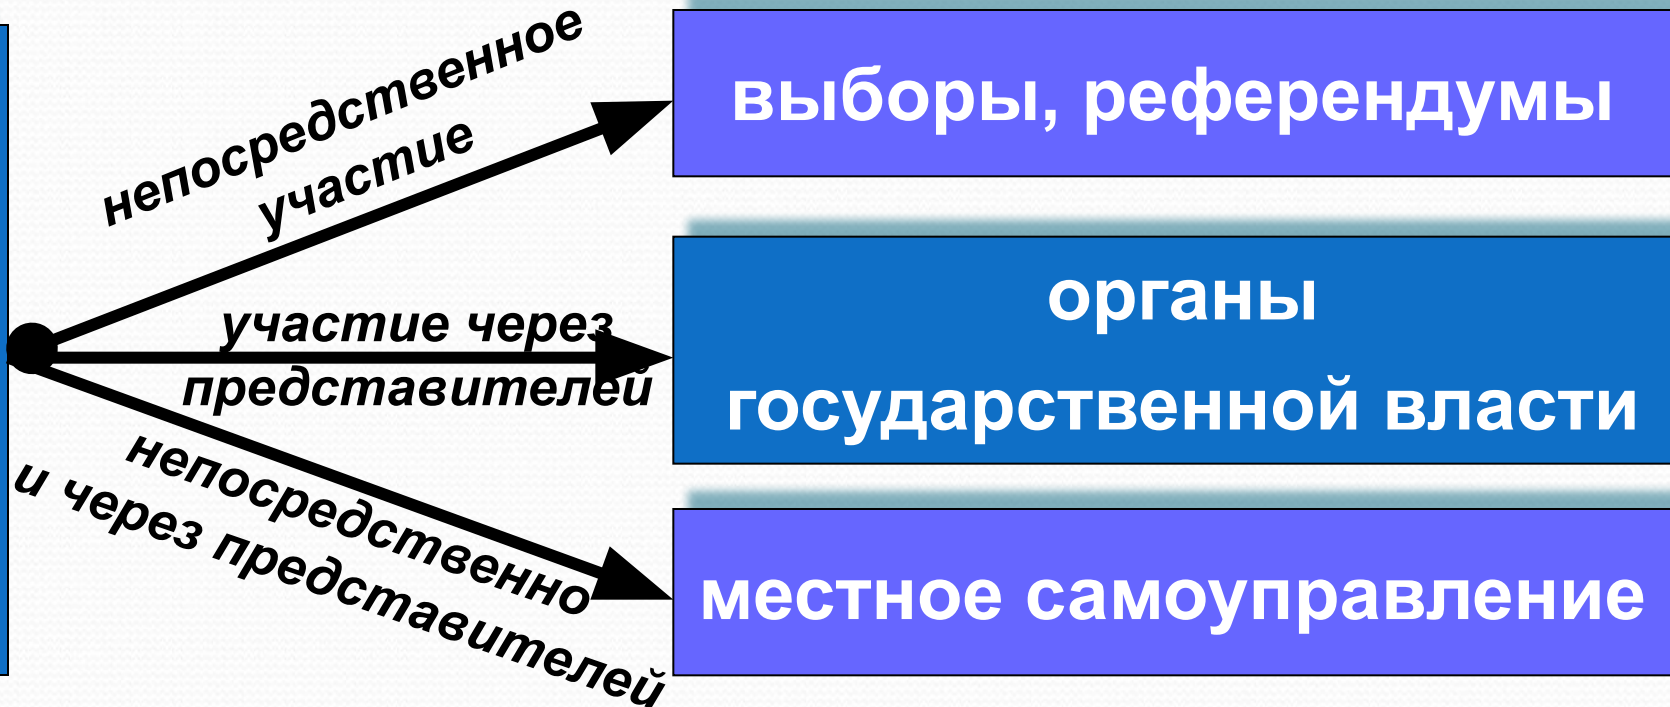 непосредственное
участие
выборы, референдумы
участие через
представителей
органы
государственной власти
непосредственно
и через представителей
местное самоуправление